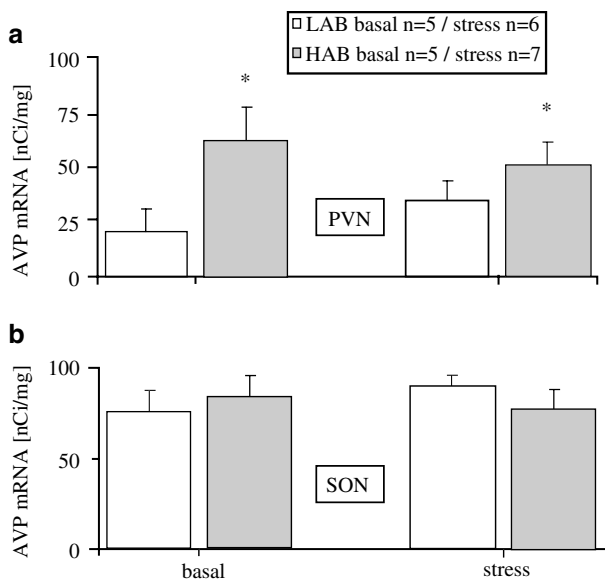 a
LAB basal n=5 / stress n=6
HAB basal n=5 / stress n=7
AVP mRNA [nCi/mg]
100
75
50
25
0
*
*
PVN
b
AVP mRNA [nCi/mg]
100
50
0
SON
basal
stress